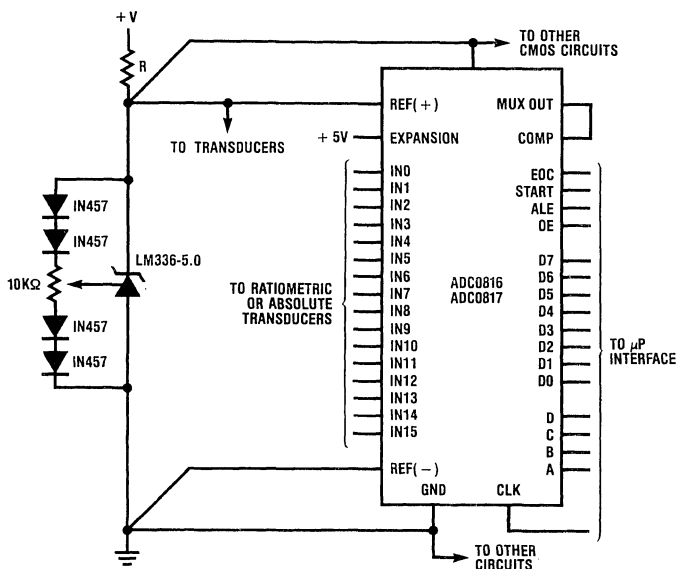 +V
R
TO OTHER
CMOS CIRCUITS
REF(+)
MUX OUT
TO TRANSDUCERS
+ 5V
EXPANSION
COMP
IN0
EOC
IN1
START
IN2
ALE
IN3
OE
IN4
IN5
D7
IN6
D6
IN7
D5
IN8
D4
IN9
D3
IN10
D2
IN11
D1
IN12
D0
IN13
IN14
D
IN15
C
B
REF(−)
A
GND
CLK
IN457
IN457
LM336-5.0
10KΩ
IN457
IN457
TO RATIOMETRIC
OR ABSOLUTE
TRANSDUCERS
ADC0816
ADC0817
TO μP
INTERFACE
TO OTHER
CIRCUITS